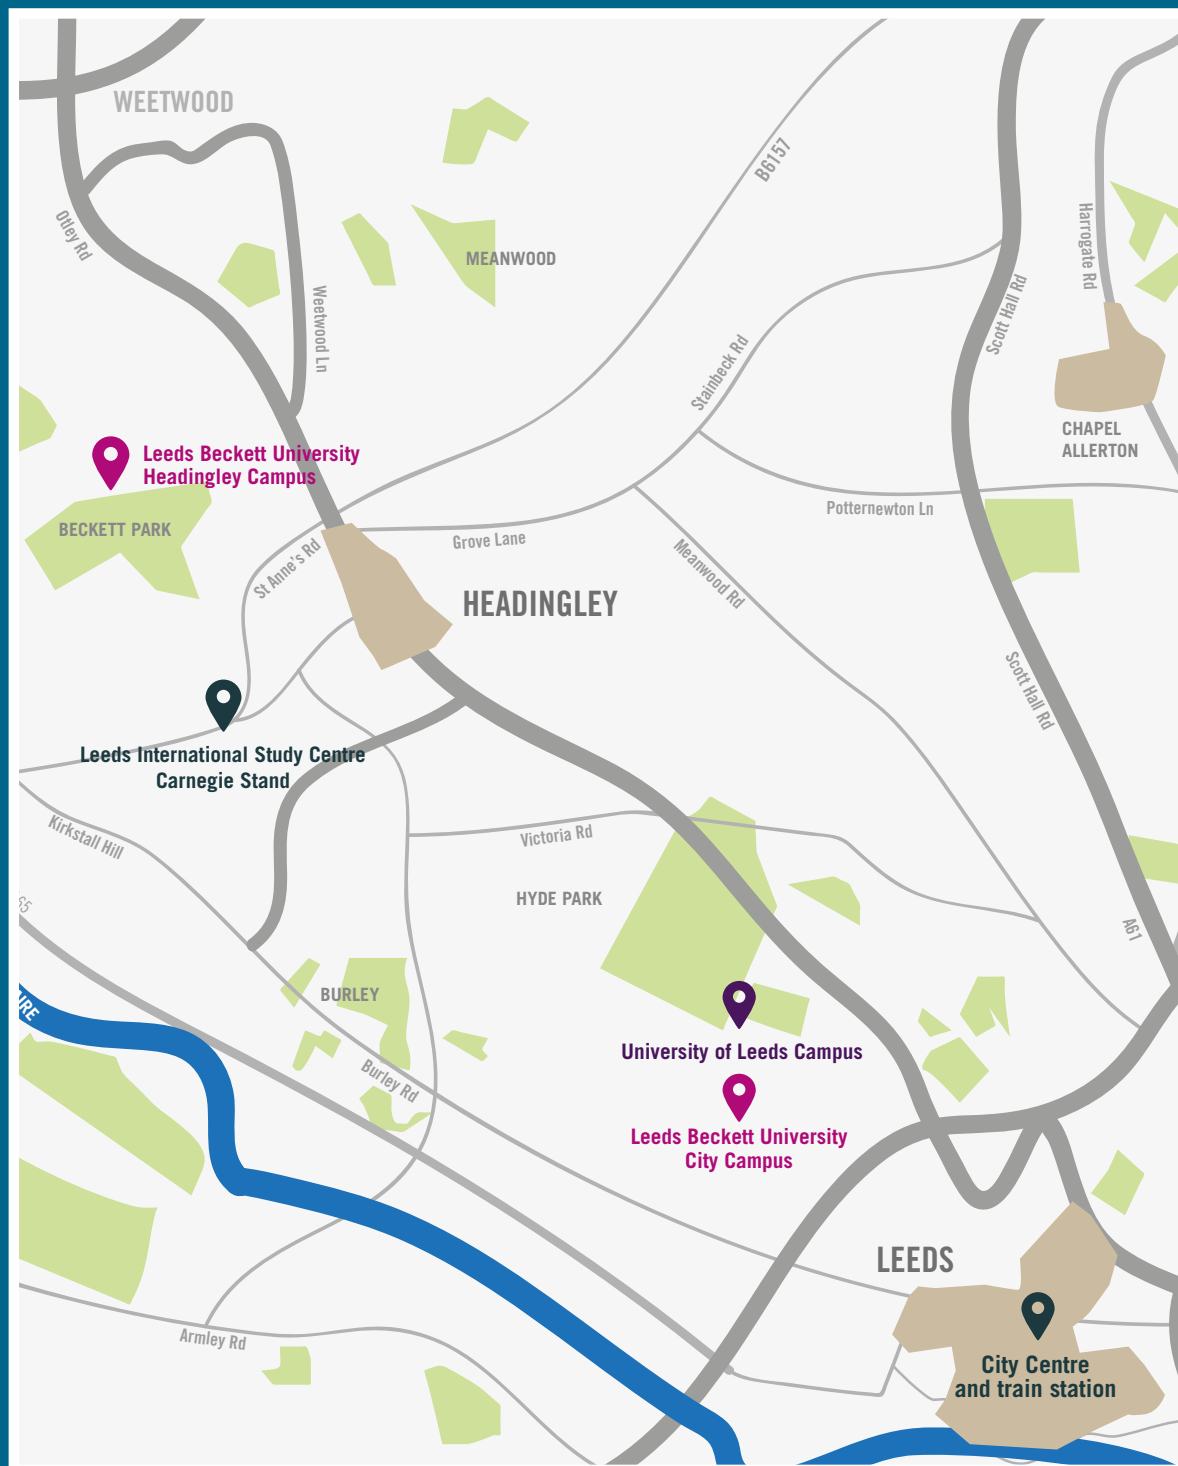 WEETWOOD
B6157
Otley Rd
Harrogate Rd
MEANWOOD
Weetwood Ln
Scott Hall Rd
Stainbeck Rd
CHAPEL
ALLERTON
Leeds Beckett University
Headingley Campus
Potternewton Ln
BECKETT PARK
Grove Lane
St Anne's Rd
Meanwood Rd
HEADINGLEY
Scott Hall Rd
Leeds International Study Centre
Carnegie Stand
Kirkstall Hill
Victoria Rd
HYDE PARK
65
A61
URE
BURLEY
University of Leeds Campus
Burley Rd
Leeds Beckett University
City Campus
LEEDS
Armley Rd
City Centre
and train station